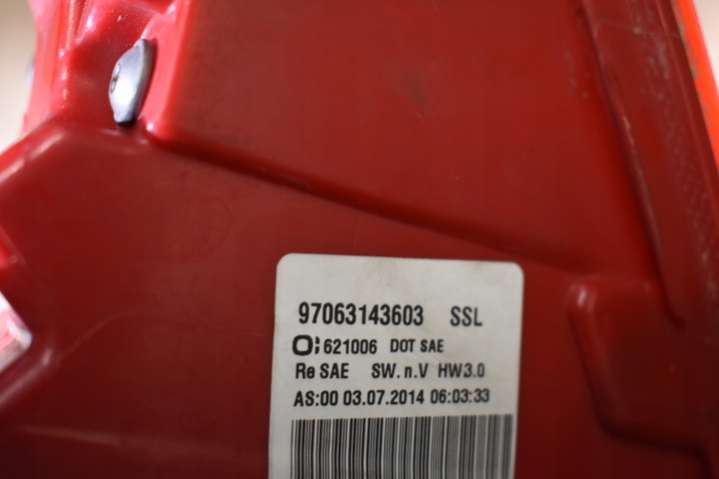 97063143603 SSL
621006 DOT SAE
Re SAE SW. n.V HW3.0
AS:00 03.07.2014 06:03:33